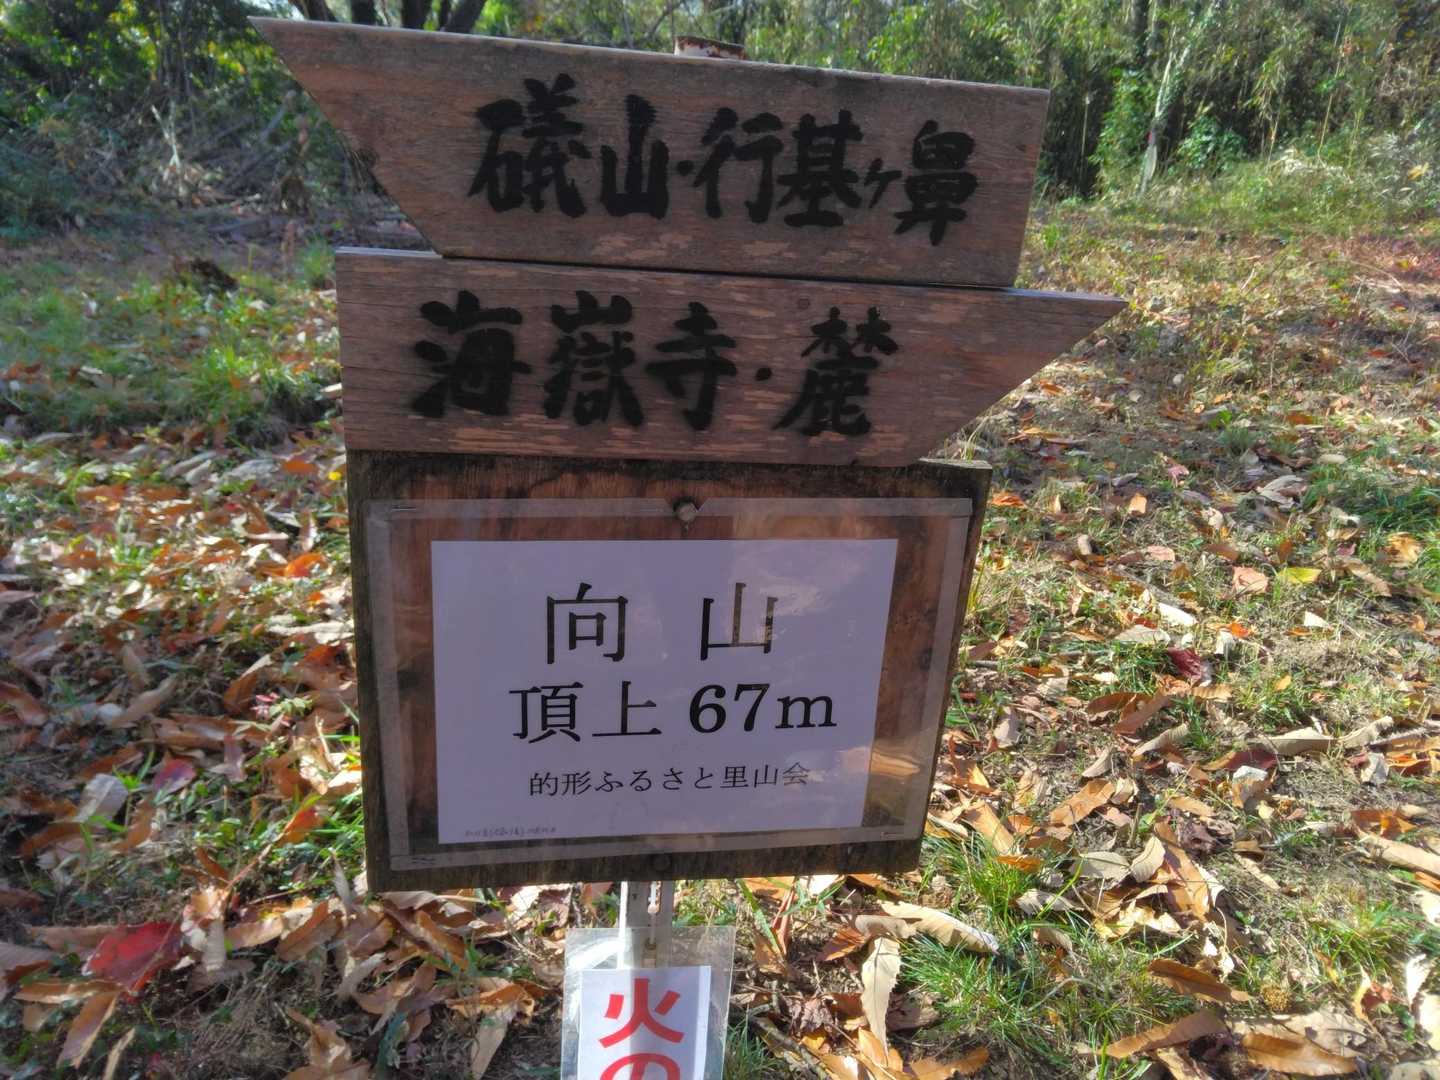 礒山・行基ヶ鼻
海嶽寺・麓
向山
頂上 67m
的形ふるさと里山会
火の